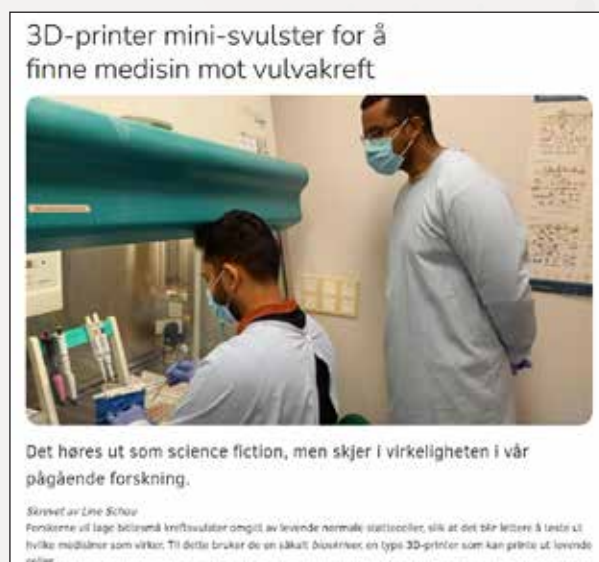 3D-printer mini-svulster for å
finne medisin mot vulvakreft
Det høres ut som science fiction, men skjer i virkeligheten i vår
pågående forskning.
Skrevet av Line Schou
Forskerne vil lage bittesmå kreftsvulster omgitt av levende normale støtteceller, slik at det blir lettere å teste ut
hvilke medisiner som virker. Til dette bruker de en såkalt bioskriver, en type 3D-printer som kan printe ut levende
celler.